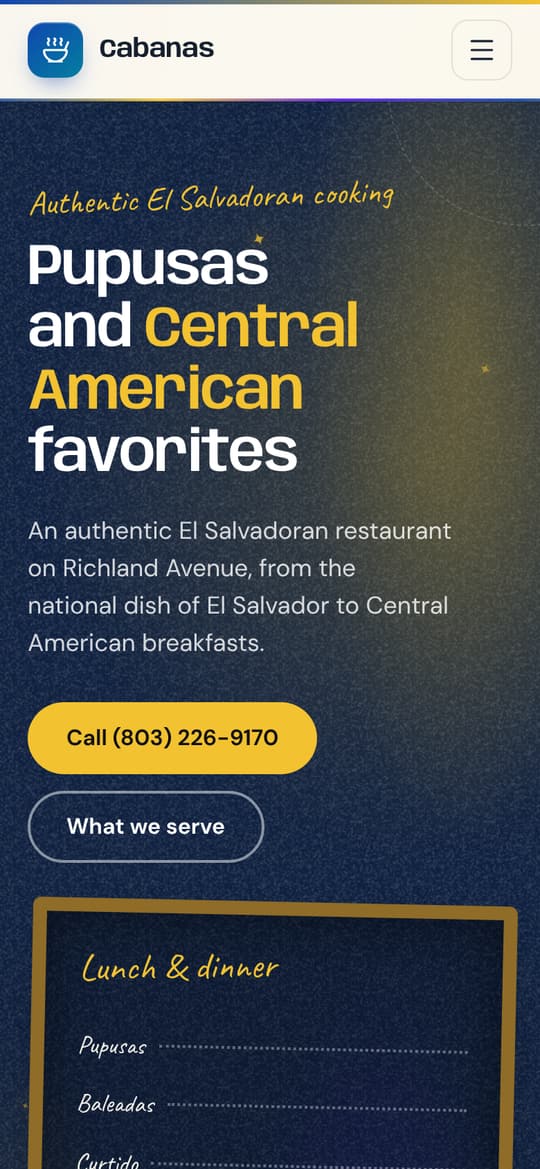 Cabanas
Authentic El Salvadoran cooking
Pupusas
and Central
American
favorites
An authentic El Salvadoran restaurant
on Richland Avenue, from the
national dish of El Salvador to Central
American breakfasts.
Call (803) 226-9170
What we serve
Lunch & dinner
Pupusas
Baleadas
Curtido